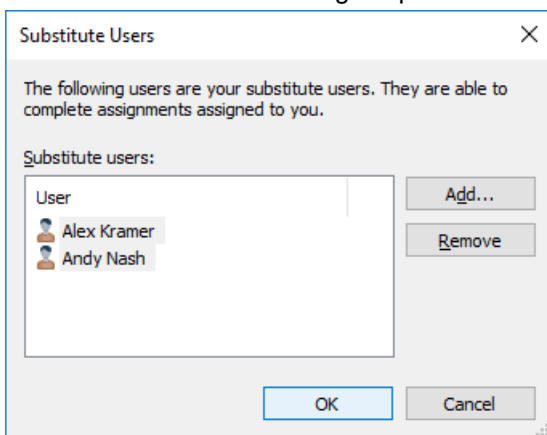 Substitute Users
The following users are your substitute users. They are able to
complete assignments assigned to you.
Substitute users:
User
Alex Kramer
Andy Nash
Add...
Remove
OK
Cancel